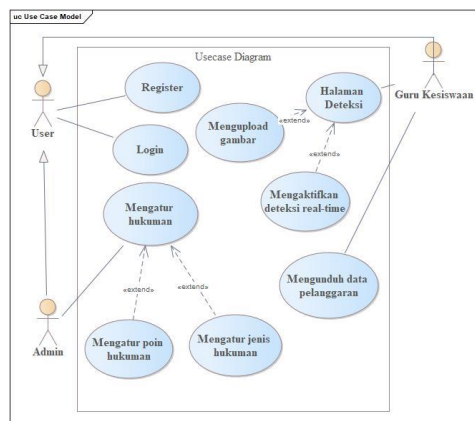 uc Use Case Model
Usecase Diagram
Register
Login
User
Halaman
Deteksi
Guru Kesiswaan
Mengupload
gambar
«extend»
«extend»
Mengaktifkan
deteksi real-time
Mengatur
hukuman
«extend»
«extend»
Mengunduh data
pelanggaran
Admin
Mengatur poin
hukuman
Mengatur jenis
hukuman